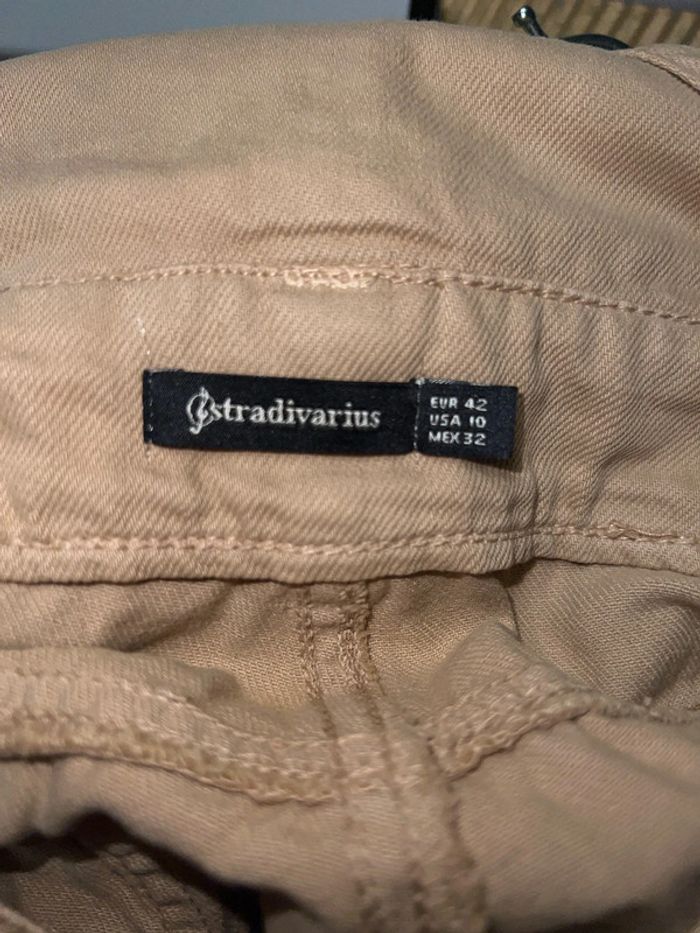 stradivarius
EUR 42
USA 10
MEX 32